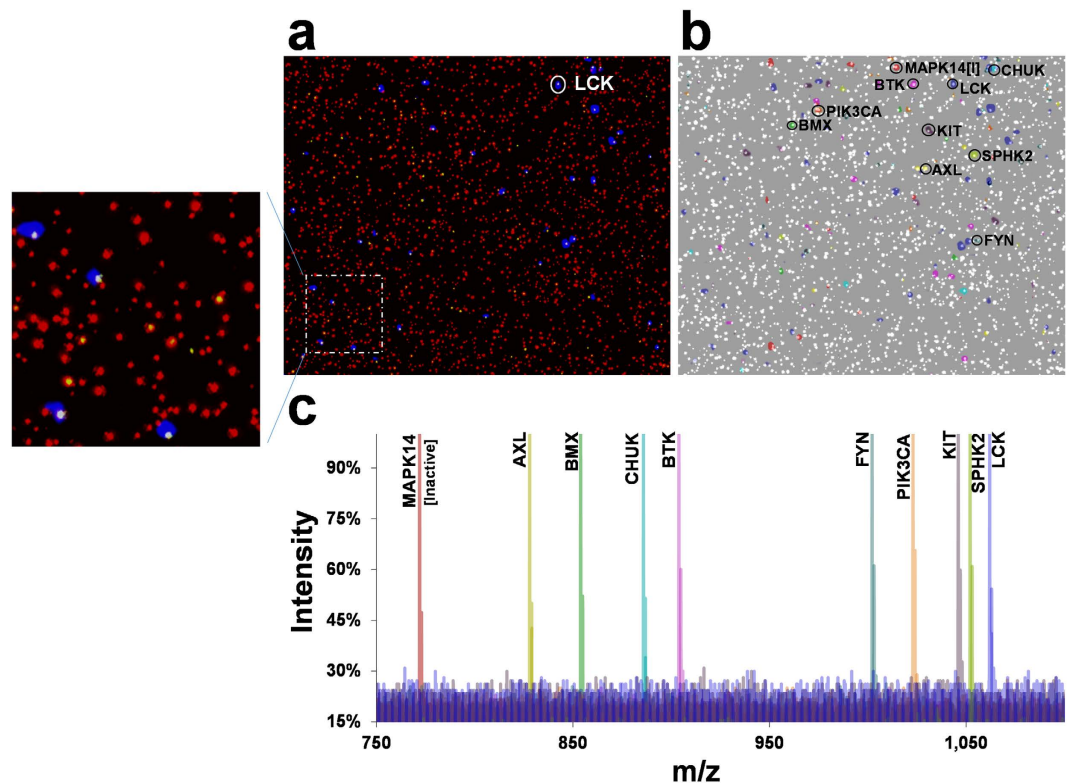 a
b
LCK
MAPK14[I]
CHUK
BTK
LCK
PIK3CA
BMX
KIT
SPHK2
AXL
FYN
c
MAPK14
[Inactive]
AXL
BMX
CHUK
BTK
FYN
PIK3CA
KIT
SPHK2
LCK
Intensity
90%
75%
60%
45%
30%
15%
750
850
950
1,050
m/z